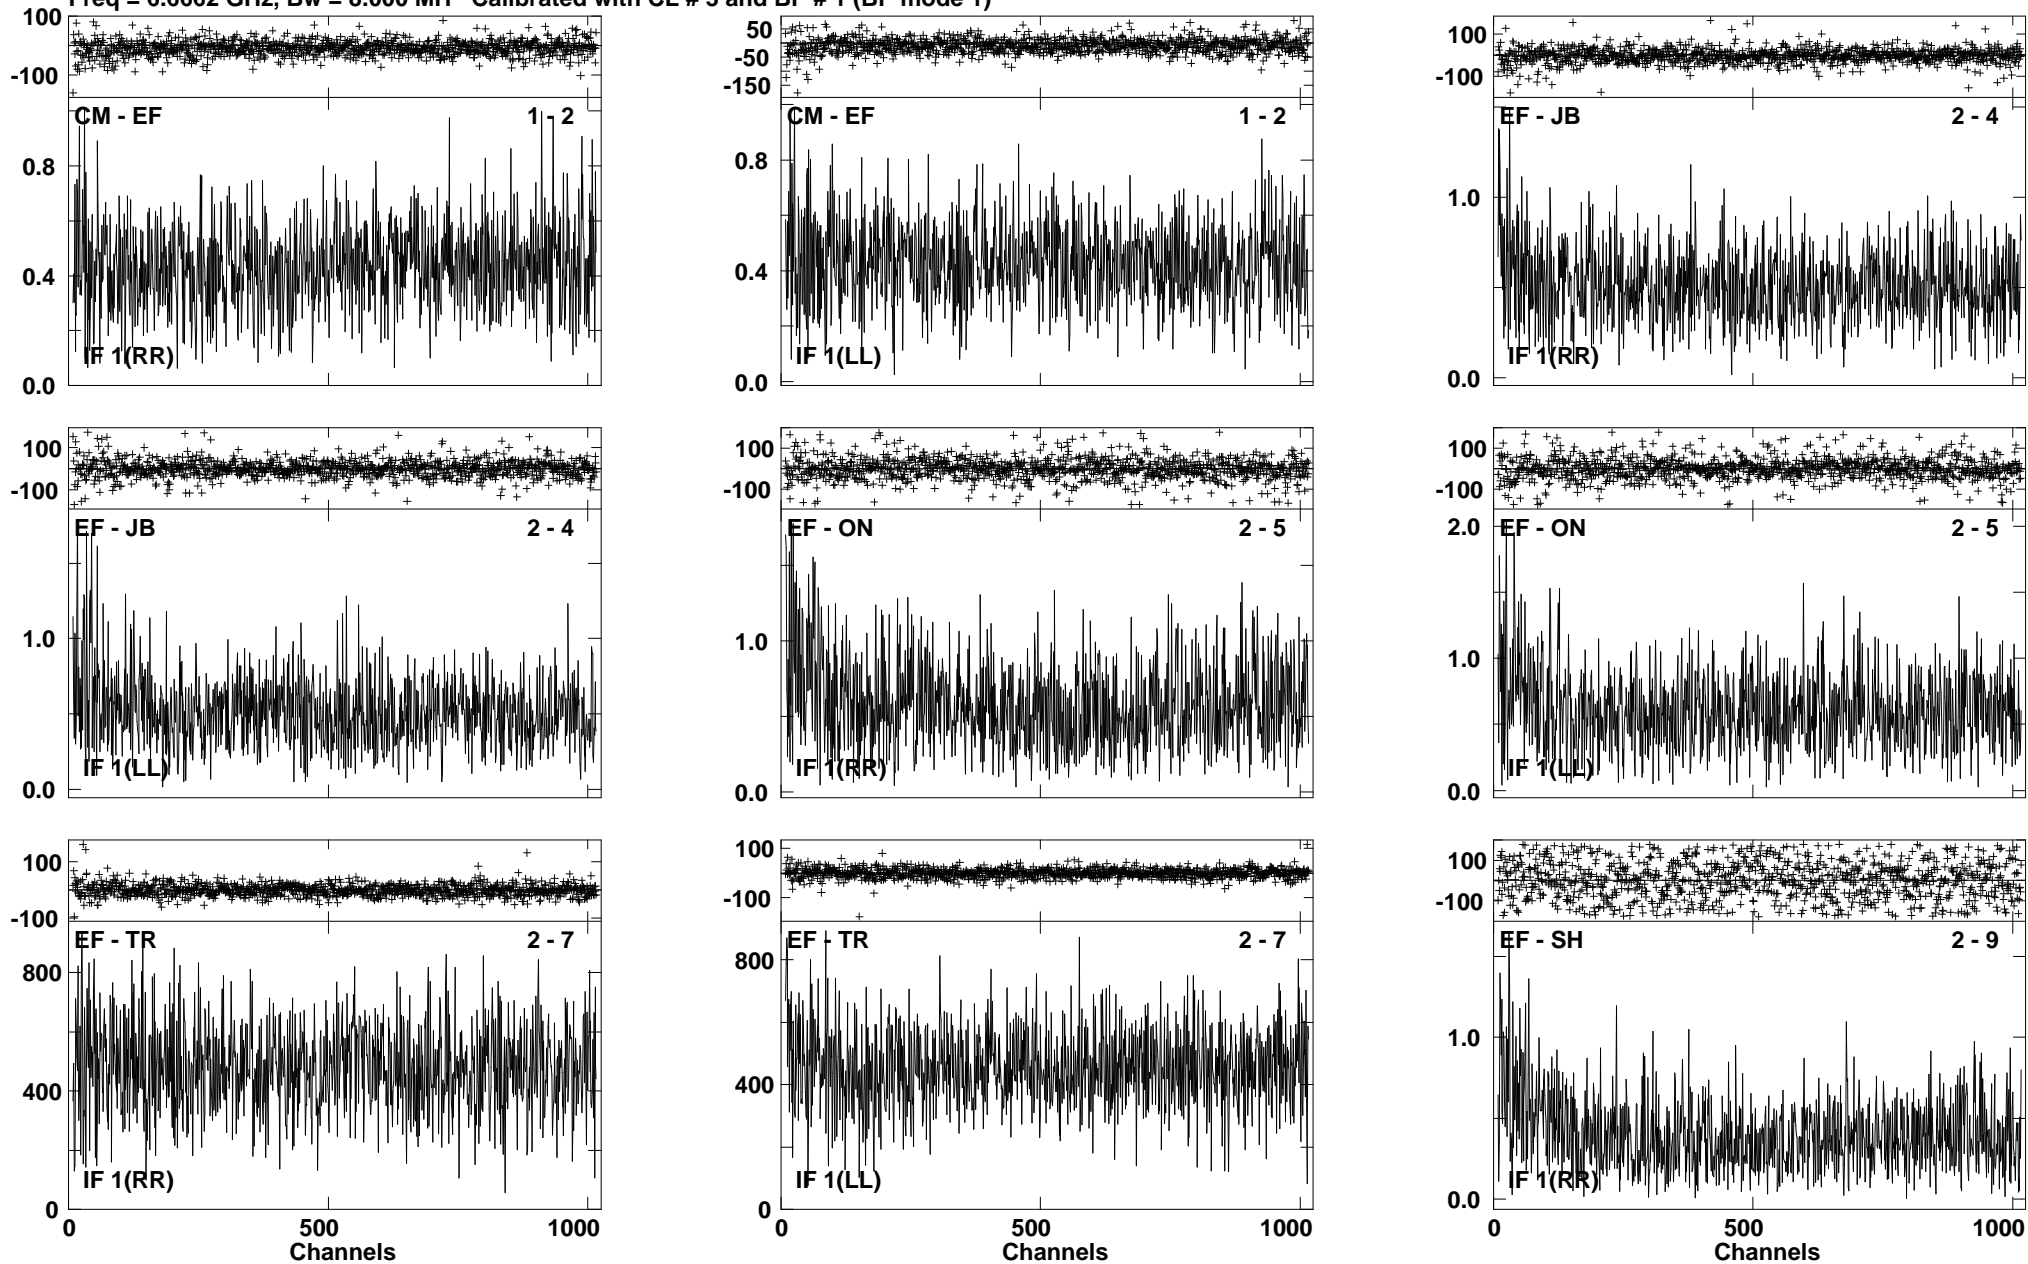 Freq = 6.6662 GHz, Bw = 8.000 MH Calibrated with CL # 3 and BP # 1 (BP mode 1)
100
-100
CM - EF 1 - 2
0.8
0.4
0.0
IF 1(RR)
50
-50
-150
CM - EF 1 - 2
0.8
0.4
0.0
IF 1(LL)
100
-100
EF - JB 2 - 4
1.0
0.0
IF 1(RR)
100
-100
EF - JB 2 - 4
1.0
0.0
IF 1(LL)
100
-100
EF - ON 2 - 5
1.0
0.0
IF 1(RR)
100
-100
EF - ON 2 - 5
2.0
1.0
0.0
IF 1(LL)
100
-100
EF - TR 2 - 7
800
400
0
IF 1(RR)
0 500 1000
Channels
100
-100
EF - TR 2 - 7
800
400
0
IF 1(LL)
0 500 1000
Channels
100
-100
EF - SH 2 - 9
1.0
0.0
IF 1(RR)
0 500 1000
Channels